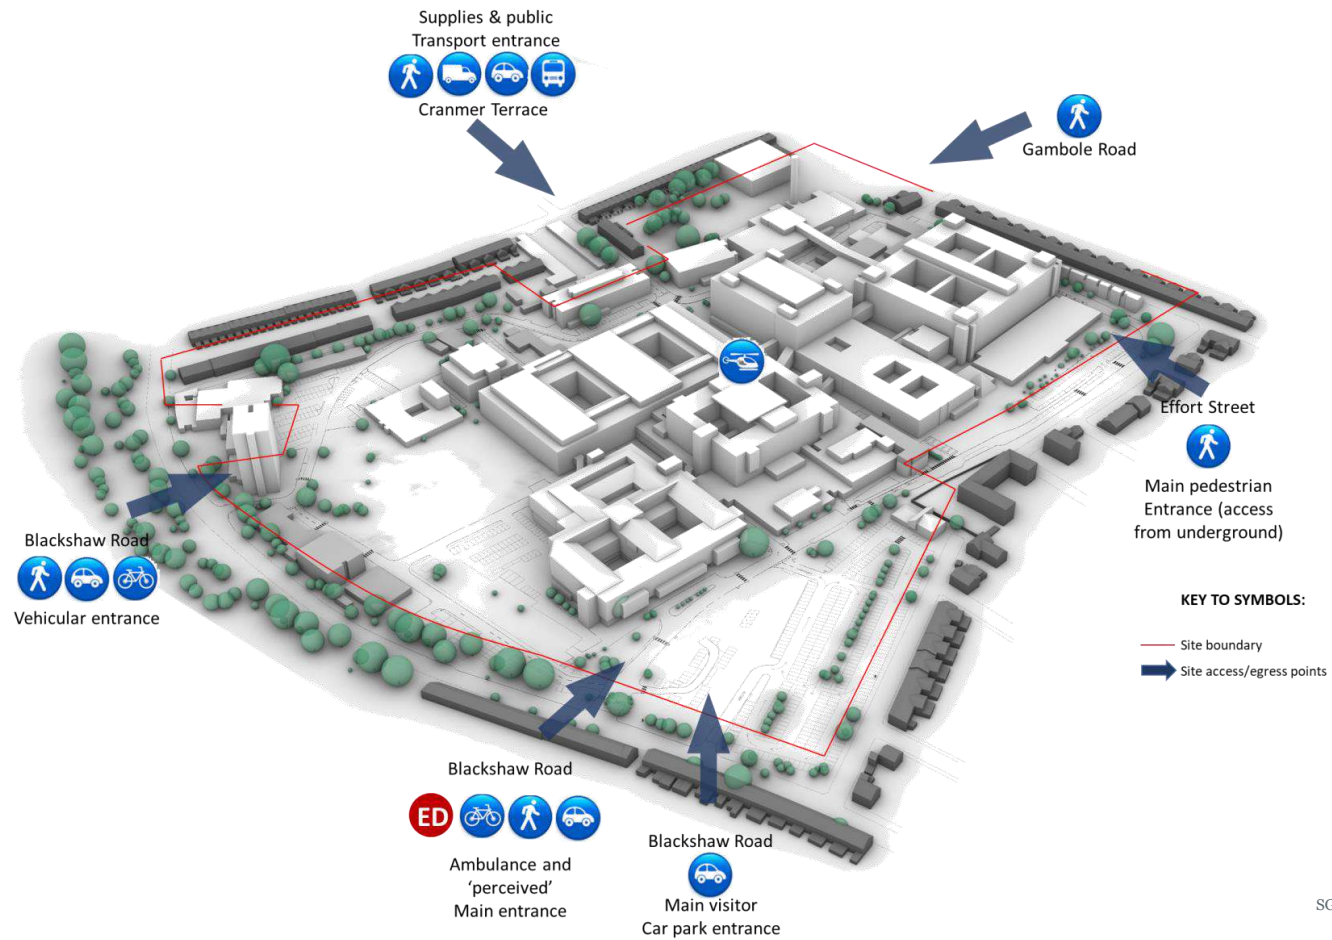 Supplies & public
Transport entrance
Cranmer Terrace
Gambole Road
Effort Street
Main pedestrian
Entrance (access
from underground)
Blackshaw Road
Vehicular entrance
KEY TO SYMBOLS:
Site boundary
Site access/egress points
Blackshaw Road
ED
Ambulance and
‘perceived’
Main entrance
Blackshaw Road
Main visitor
Car park entrance
SG